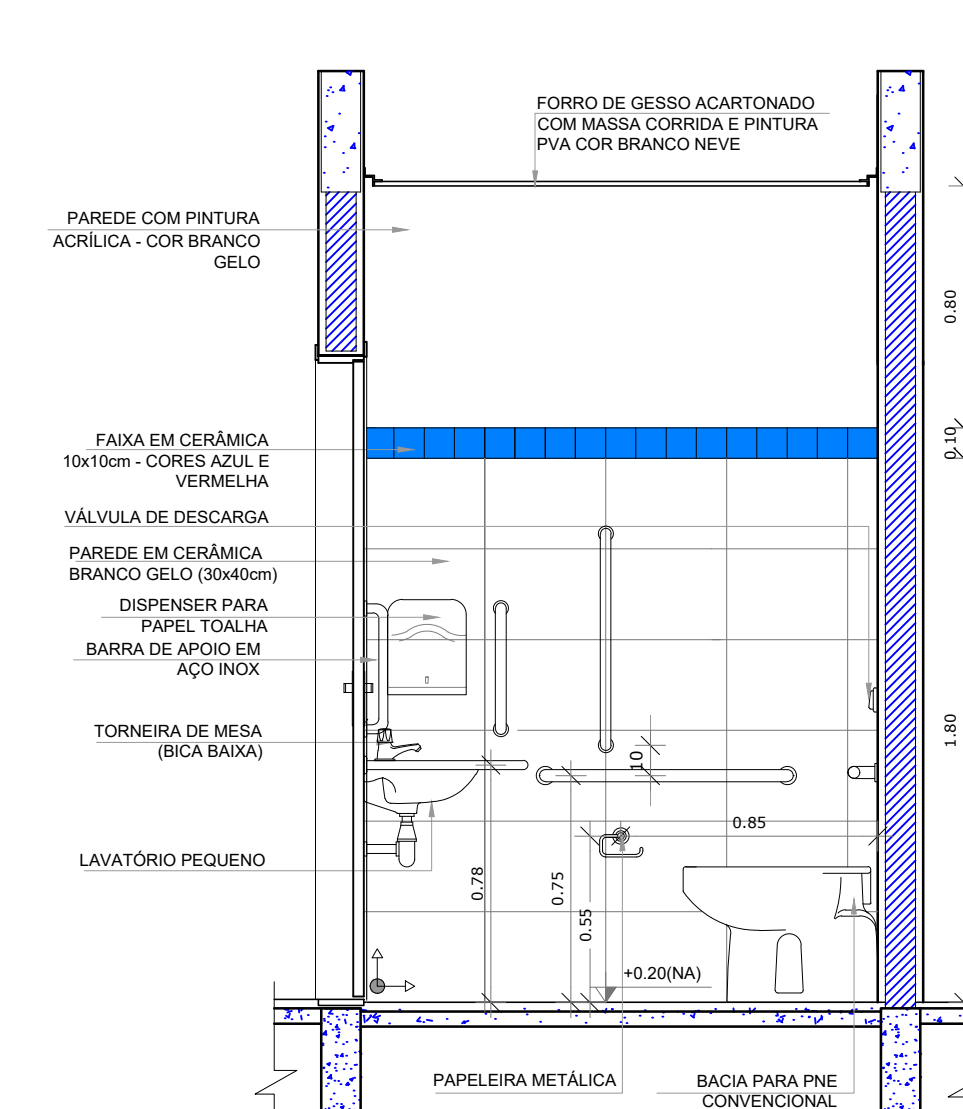 FORRO DE GESSO ACARTONADO
COM MASSA CORRIDA E PINTURA
PVA COR BRANCO NEVE
PAREDE COM PINTURA
ACRÍLICA - COR BRANCO
GELO
0.80
FAIXA EM CERÂMICA
10x10cm - CORES AZUL E
VERMELHA
0.10
VÁLVULA DE DESCARGA
PAREDE EM CERÂMICA
BRANCO GELO (30x40cm)
DISPENSER PARA
PAPEL TOALHA
BARRA DE APOIO EM
AÇO INOX
TORNEIRA DE MESA
(BICA BAIXA)
1.80
10
0.85
LAVATÓRIO PEQUENO
0.78
0.75
0.55
+0.20(NA)
PAPELEIRA METÁLICA
BACIA PARA PNE
CONVENCIONAL